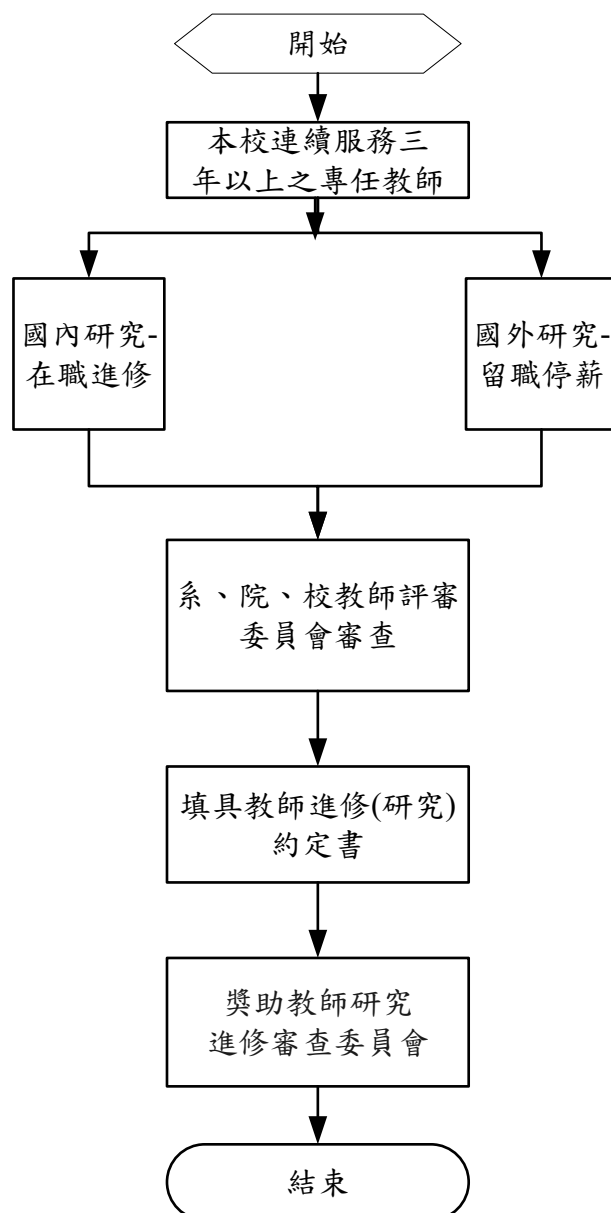 開始
本校連續服務三
年以上之專任教師
國內研究-
在職進修
國外研究-
留職停薪
系、院、校教師評審
委員會審查
填具教師進修(研究)
約定書
獎助教師研究
進修審查委員會
結束